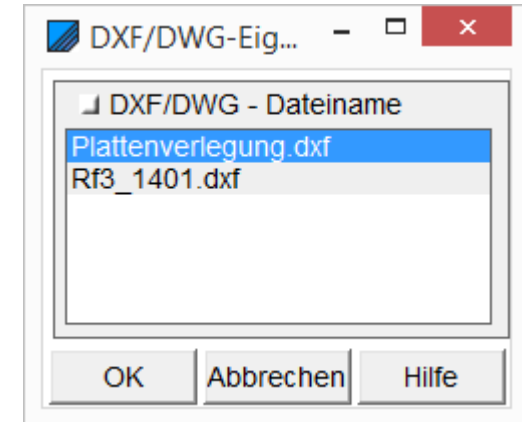 DXF/DWG-Eig...
DXF/DWG - Dateiname
Plattenverlegung.dxf
Rf3_1401.dxf
OK Abbrechen Hilfe